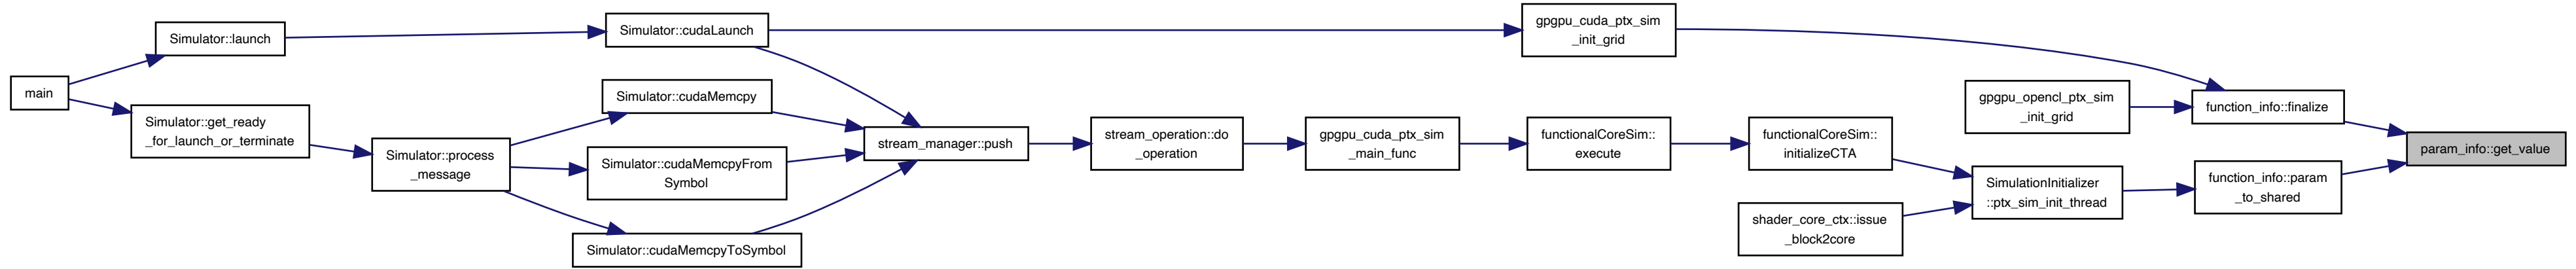 main
Simulator::launch
Simulator::get_ready
_for_launch_or_terminate
Simulator::process
_message
Simulator::cudaLaunch
Simulator::cudaMemcpy
Simulator::cudaMemcpyFrom
Symbol
Simulator::cudaMemcpyToSymbol
stream_manager::push
stream_operation::do
_operation
gpgpu_cuda_ptx_sim
_main_func
functionalCoreSim::
execute
gpgpu_cuda_ptx_sim
_init_grid
functionalCoreSim::
initializeCTA
shader_core_ctx::issue
_block2core
gpgpu_opencl_ptx_sim
_init_grid
SimulationInitializer
::ptx_sim_init_thread
function_info::finalize
function_info::param
_to_shared
param_info::get_value